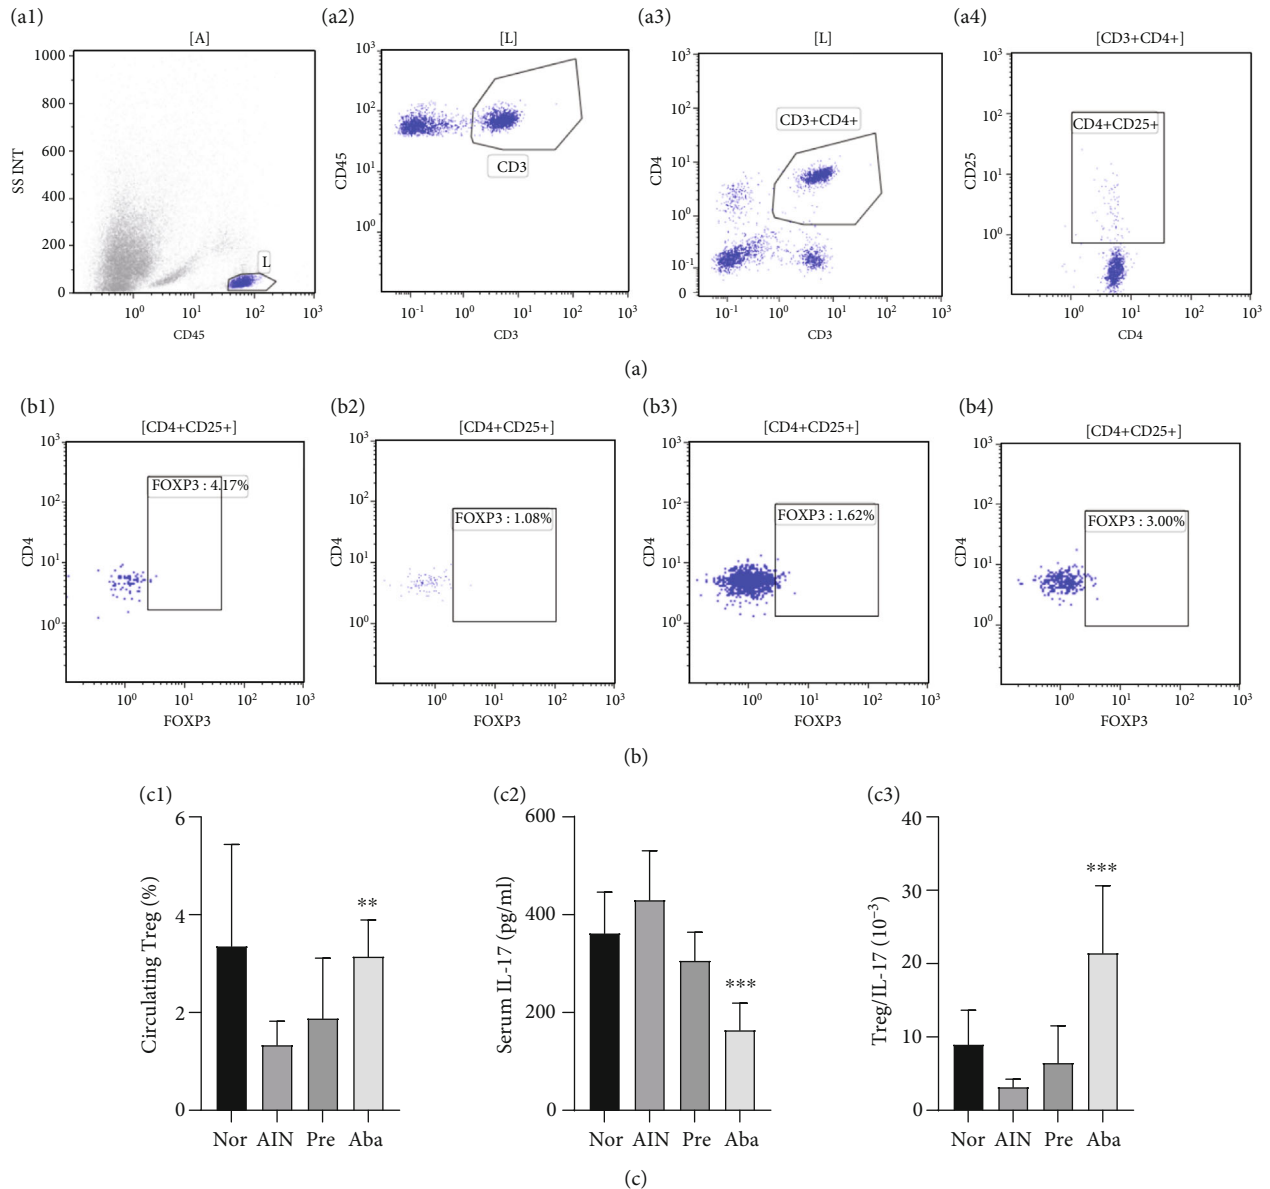 (a1) (a2) (a3) (a4)
[A] [L] [L] [CD3+CD4+]
1000
800
600
400
200
0
SS INT
L
10⁰ 10¹ 10² 10³
CD45
10³
10²
10¹
10⁰
CD45
CD3
10⁻¹ 10⁰ 10¹ 10² 10³
CD3
10³
10²
10¹
10⁰
10⁻¹
0
CD4
CD3+CD4+
10⁻¹ 10⁰ 10¹ 10² 10³
CD3
10³
10²
10¹
10⁰
CD25
CD4+CD25+
10⁰ 10¹ 10² 10³
CD4
(a)
(b1) (b2) (b3) (b4)
[CD4+CD25+] [CD4+CD25+] [CD4+CD25+] [CD4+CD25+]
10³
10²
10¹
10⁰
CD4
FOXP3 : 4.17%
10⁰ 10¹ 10² 10³
FOXP3
10³
10²
10¹
10⁰
CD4
FOXP3 : 1.08%
10⁰ 10¹ 10² 10³
FOXP3
10³
10²
10¹
10⁰
CD4
FOXP3 : 1.62%
10⁰ 10¹ 10² 10³
FOXP3
10³
10²
10¹
10⁰
CD4
FOXP3 : 3.00%
10⁰ 10¹ 10² 10³
FOXP3
(b)
(c1) (c2) (c3)
6
4
2
0
Circulating Treg (%)
**
Nor AIN Pre Aba
600
400
200
0
Serum IL-17 (pg/ml)
***
Nor AIN Pre Aba
40
30
20
10
0
Treg/IL-17 (10⁻³)
***
Nor AIN Pre Aba
(c)